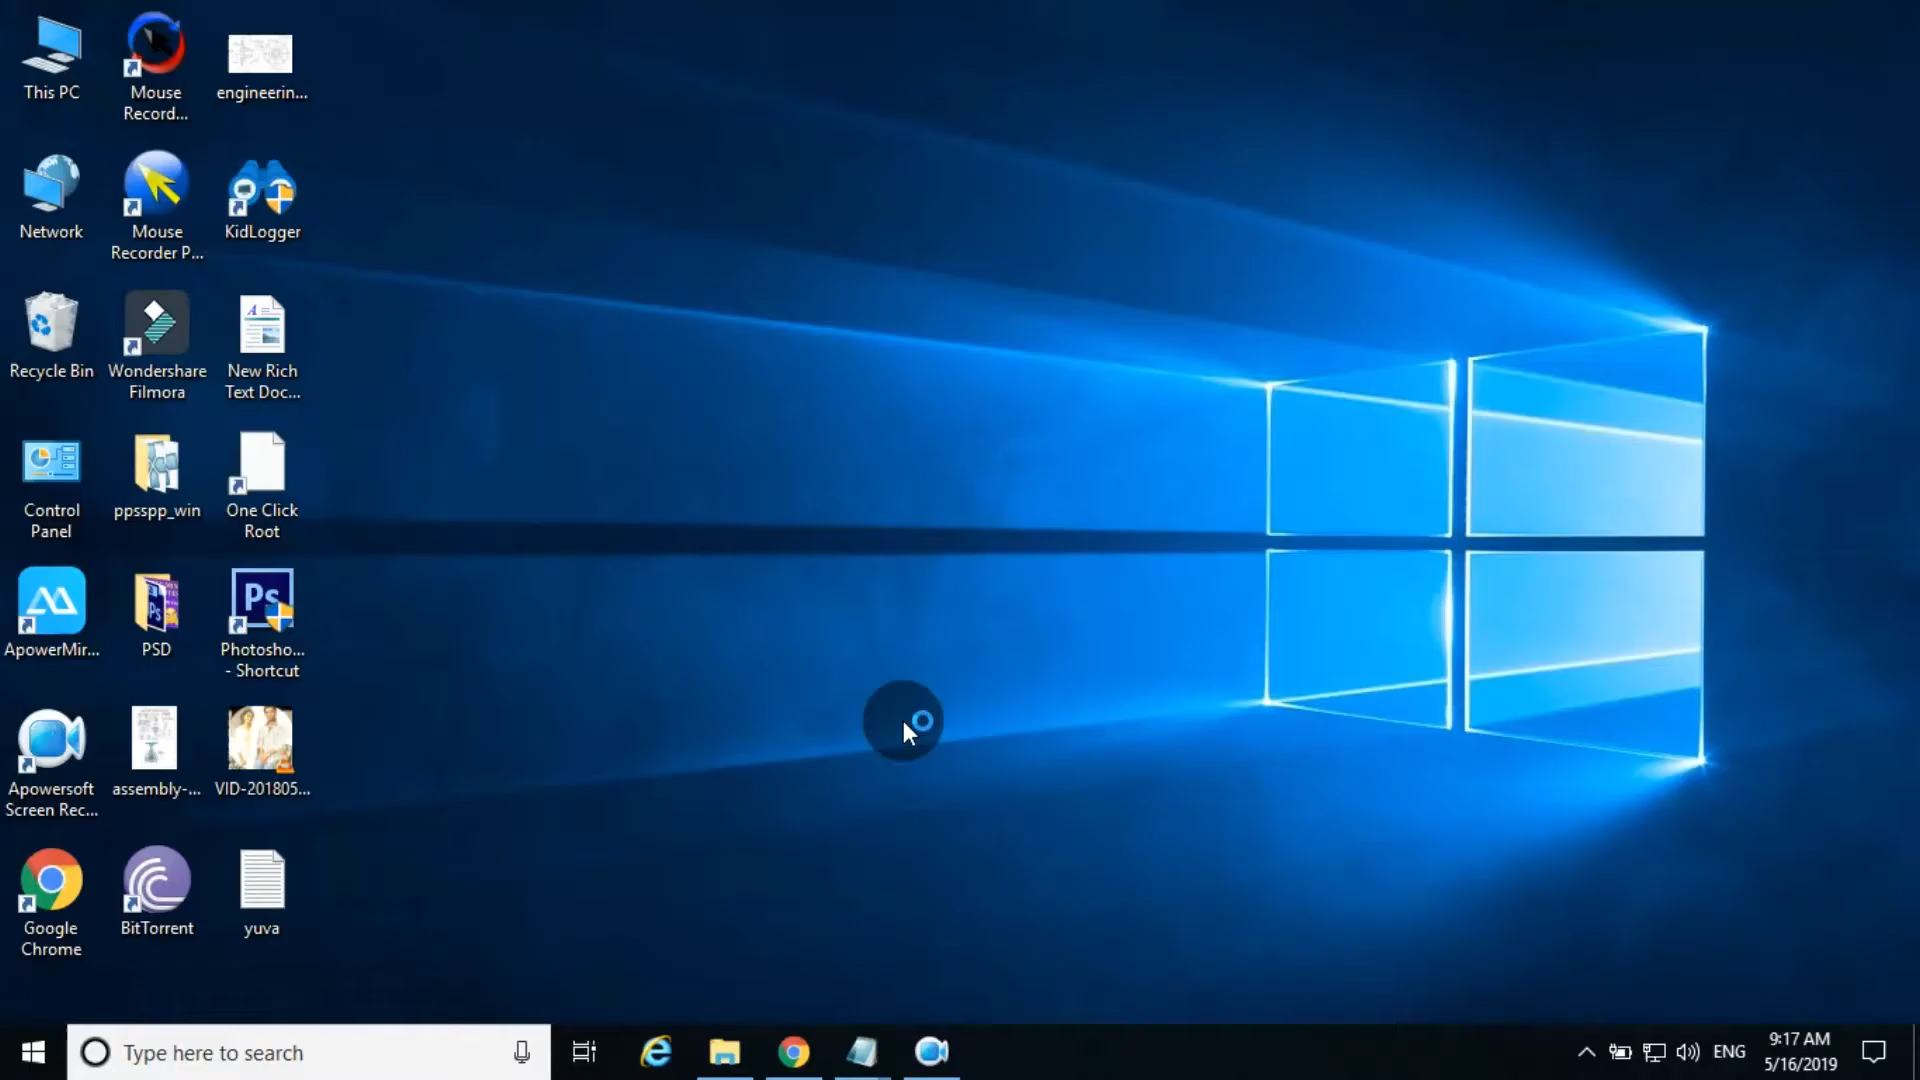 This PC
Mouse
Record...
engineerin...
Network
Mouse
Recorder P...
KidLogger
Recycle Bin
Wondershare
Filmora
New Rich
Text Doc...
Control
Panel
ppsspp_win
One Click
Root
ApowerMir...
PSD
Ps
Photosho...
- Shortcut
Apowersoft
Screen Rec...
assembly-...
VID-201805...
Google
Chrome
BitTorrent
yuva
Type here to search
ENG
9:17 AM
5/16/2019